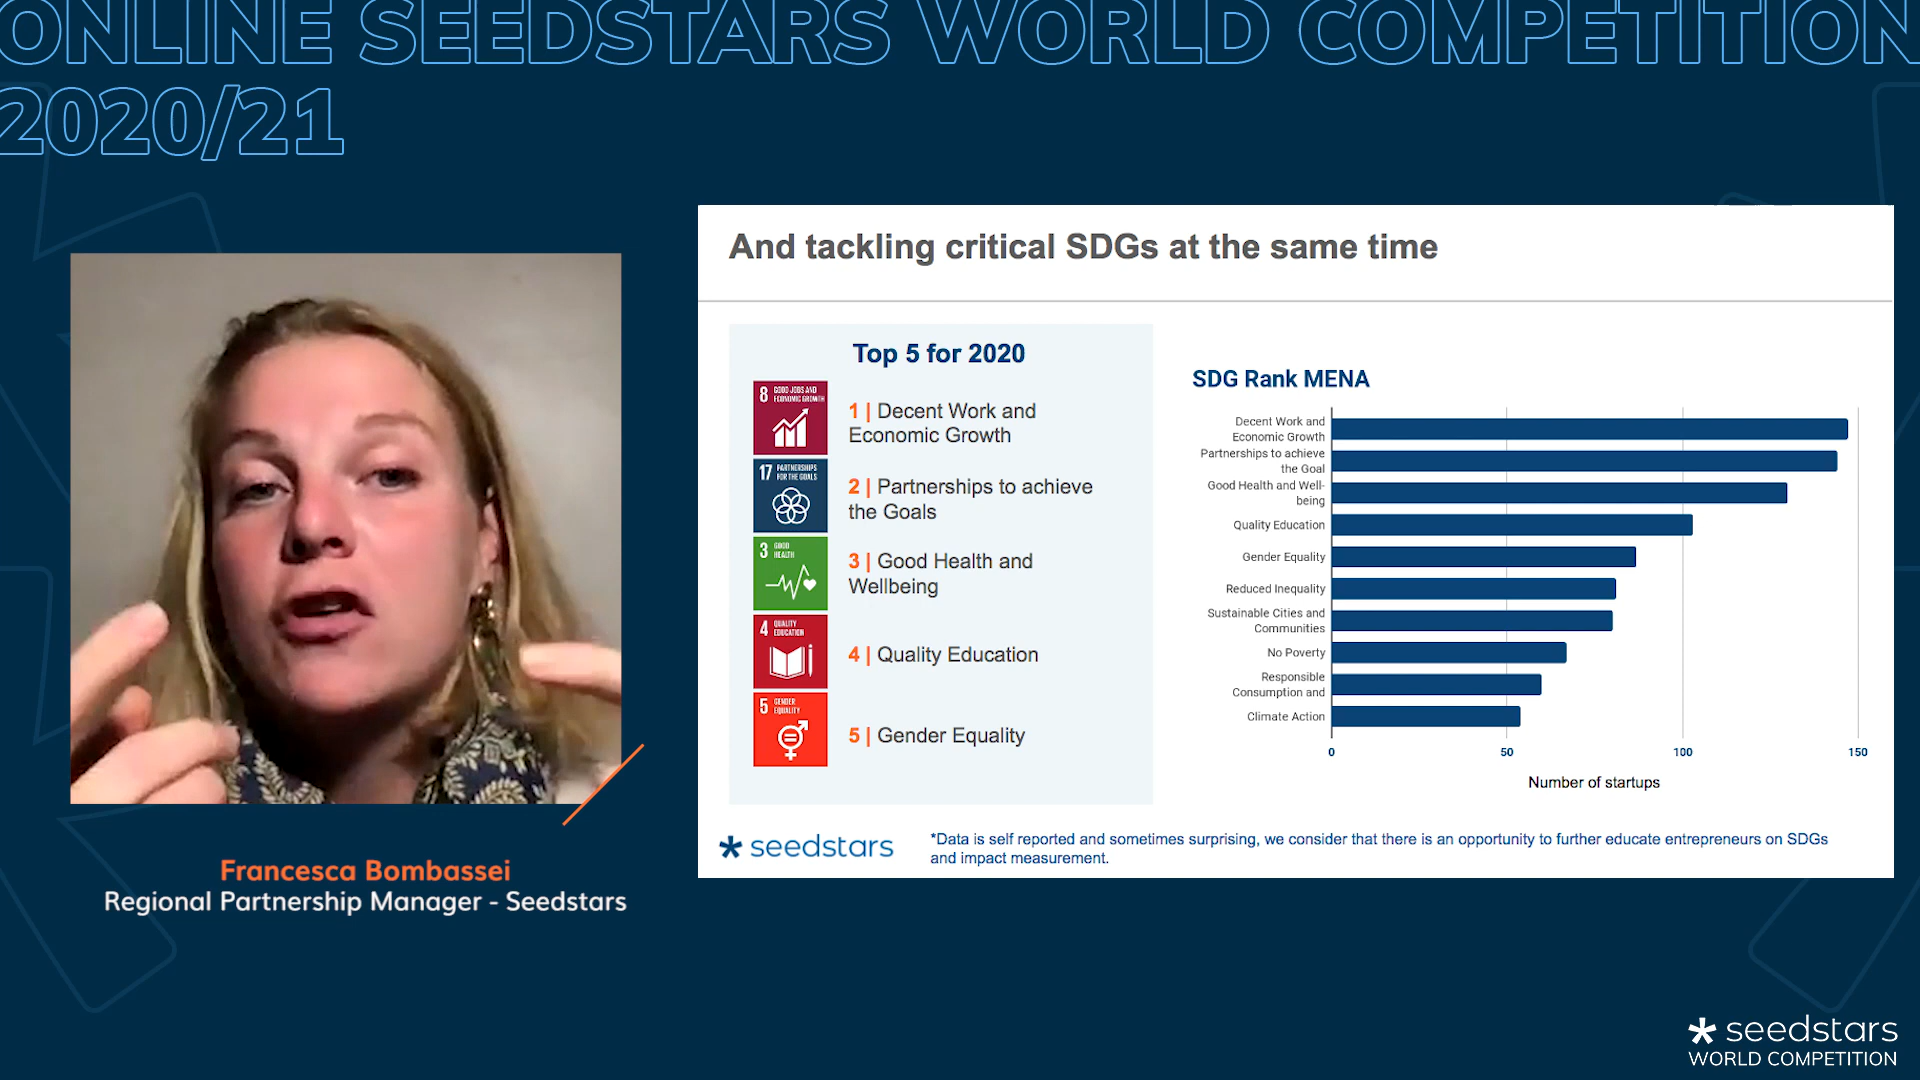 ONLINE SEEDSTARS WORLD COMPETITION
2020/21
And tackling critical SDGs at the same time
Top 5 for 2020
8 GOOD JOBS AND
ECONOMIC GROWTH
1 | Decent Work and
Economic Growth
17 PARTNERSHIPS
FOR THE GOALS
2 | Partnerships to achieve
the Goals
3 GOOD
HEALTH
3 | Good Health and
Wellbeing
4 QUALITY
EDUCATION
4 | Quality Education
5 GENDER
EQUALITY
5 | Gender Equality
SDG Rank MENA
Decent Work and
Economic Growth
Partnerships to achieve
the Goal
Good Health and Well-
being
Quality Education
Gender Equality
Reduced Inequality
Sustainable Cities and
Communities
No Poverty
Responsible
Consumption and
Climate Action
0 50 100 150
Number of startups
seedstars
*Data is self reported and sometimes surprising, we consider that there is an opportunity to further educate entrepreneurs on SDGs
and impact measurement.
Francesca Bombassei
Regional Partnership Manager - Seedstars
seedstars
WORLD COMPETITION